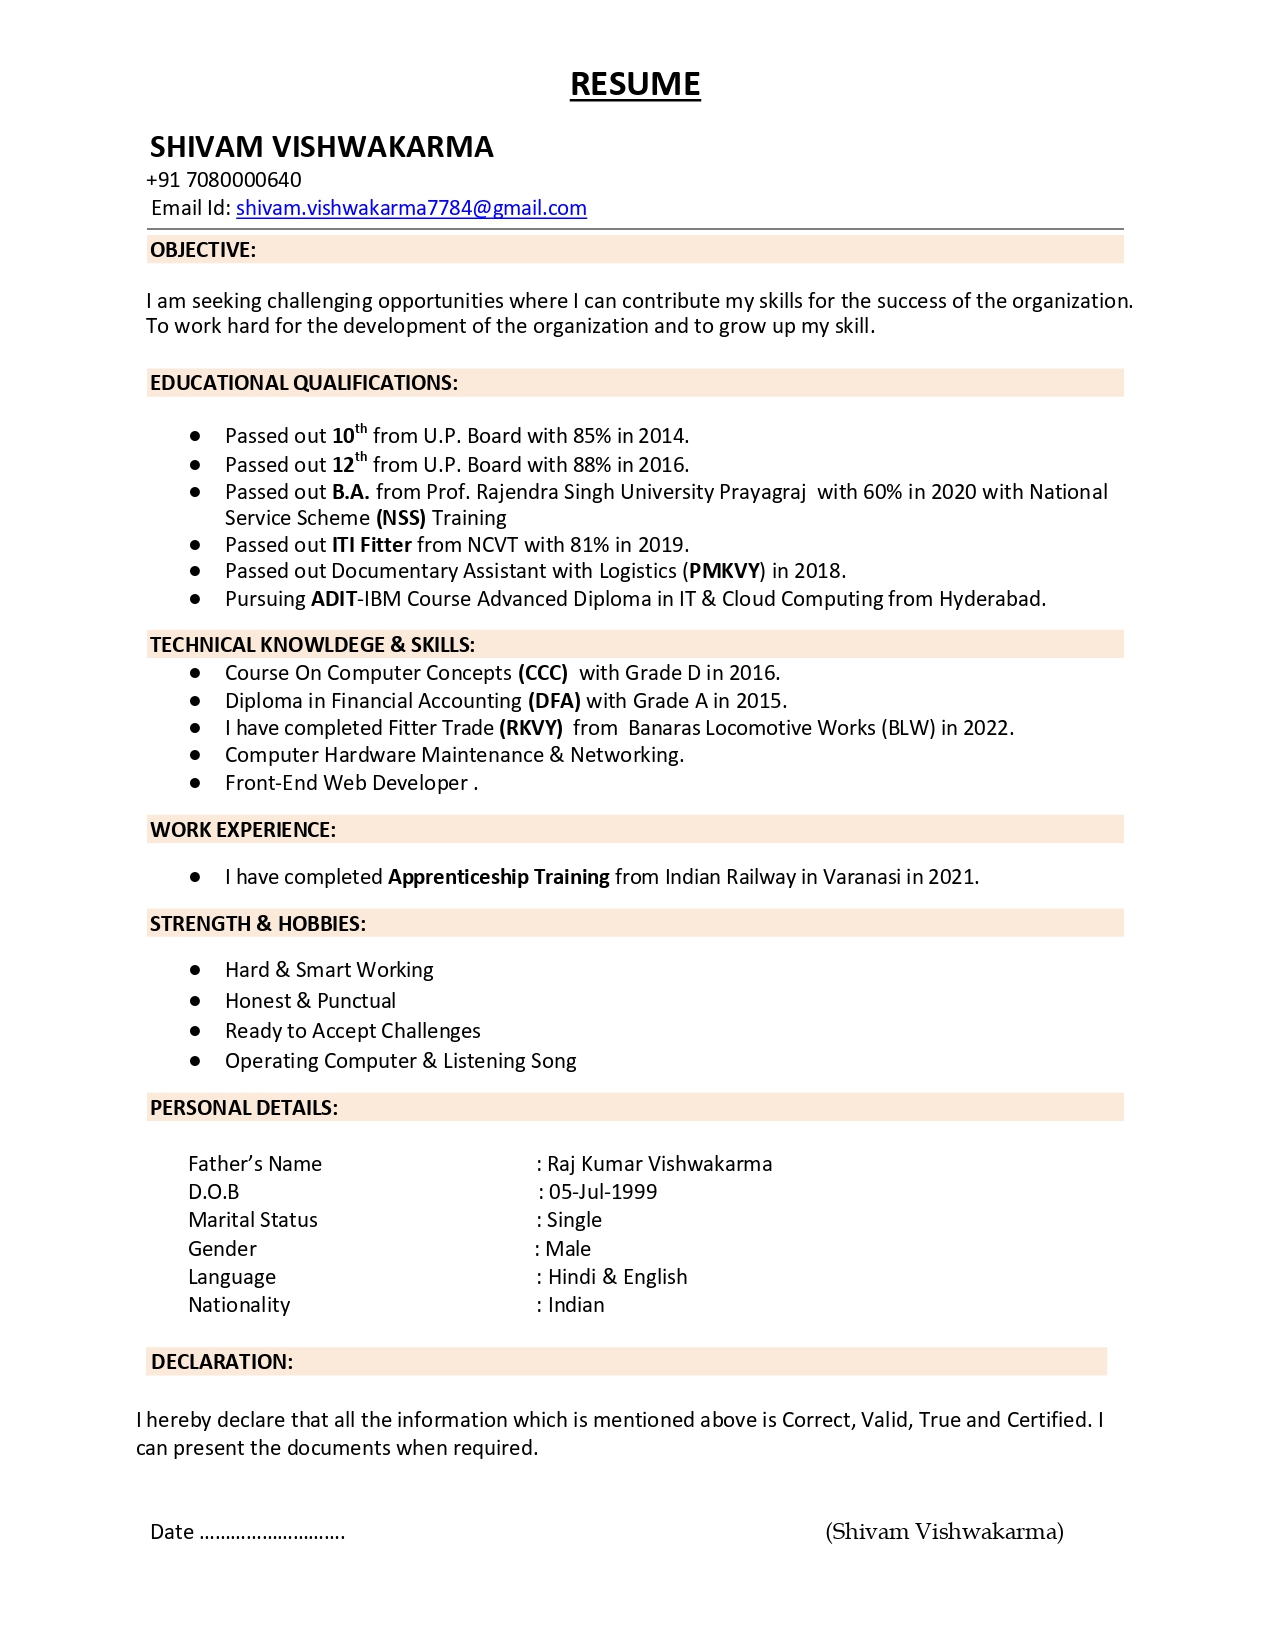 RESUME
SHIVAM VISHWAKARMA
+91 7080000640
Email Id: shivam.vishwakarma7784@gmail.com
OBJECTIVE:
I am seeking challenging opportunities where I can contribute my skills for the success of the organization.
To work hard for the development of the organization and to grow up my skill.
EDUCATIONAL QUALIFICATIONS:
● Passed out 10th from U.P. Board with 85% in 2014.
● Passed out 12th from U.P. Board with 88% in 2016.
● Passed out B.A. from Prof. Rajendra Singh University Prayagraj with 60% in 2020 with National
Service Scheme (NSS) Training
● Passed out ITI Fitter from NCVT with 81% in 2019.
● Passed out Documentary Assistant with Logistics (PMKVY) in 2018.
● Pursuing ADIT-IBM Course Advanced Diploma in IT & Cloud Computing from Hyderabad.
TECHNICAL KNOWLDEGE & SKILLS:
● Course On Computer Concepts (CCC) with Grade D in 2016.
● Diploma in Financial Accounting (DFA) with Grade A in 2015.
● I have completed Fitter Trade (RKVY) from Banaras Locomotive Works (BLW) in 2022.
● Computer Hardware Maintenance & Networking.
● Front-End Web Developer .
WORK EXPERIENCE:
● I have completed Apprenticeship Training from Indian Railway in Varanasi in 2021.
STRENGTH & HOBBIES:
● Hard & Smart Working
● Honest & Punctual
● Ready to Accept Challenges
● Operating Computer & Listening Song
PERSONAL DETAILS:
Father’s Name : Raj Kumar Vishwakarma
D.O.B : 05-Jul-1999
Marital Status : Single
Gender : Male
Language : Hindi & English
Nationality : Indian
DECLARATION:
I hereby declare that all the information which is mentioned above is Correct, Valid, True and Certified. I
can present the documents when required.
Date ............................ (Shivam Vishwakarma)